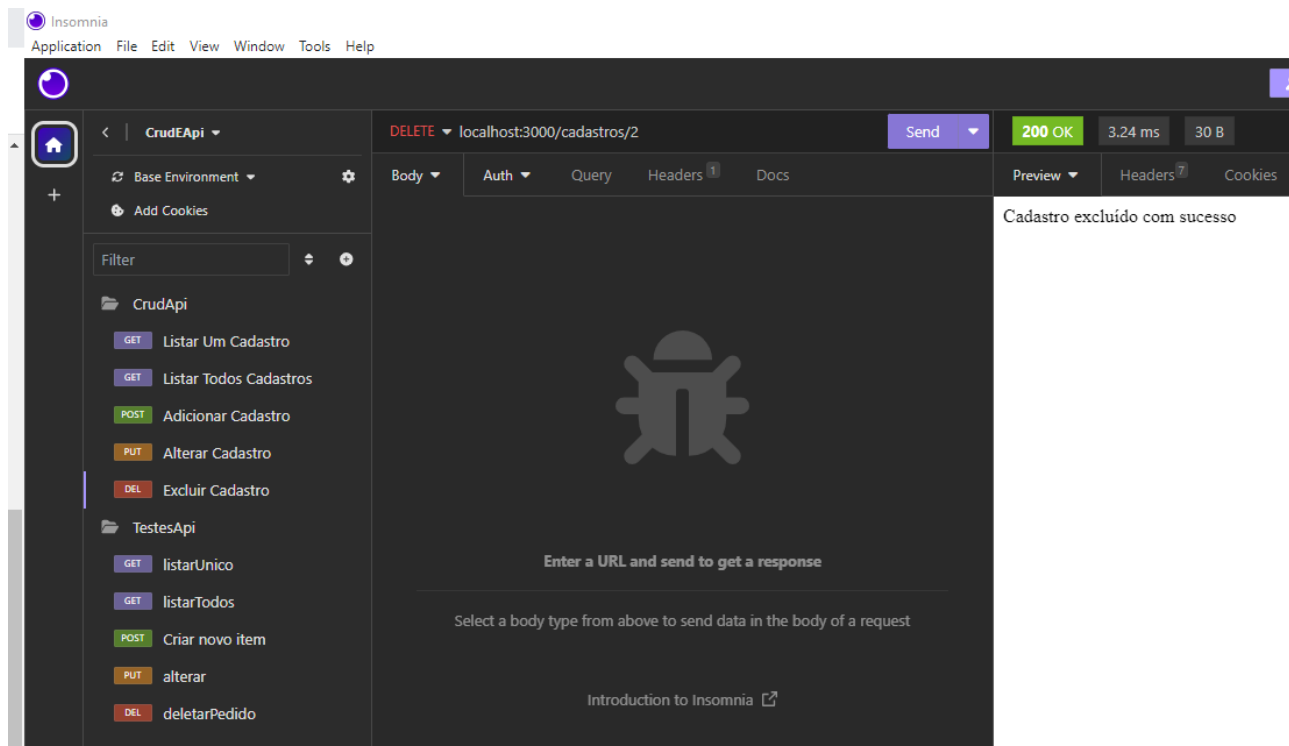 Insomnia
Application File Edit View Window Tools Help
CrudEApi
DELETE localhost:3000/cadastros/2 Send
200 OK 3.24 ms 30 B
Base Environment
Body Auth Query Headers 1 Docs
Preview Headers 7 Cookies
Add Cookies
Cadastro excluído com sucesso
Filter
CrudApi
GET Listar Um Cadastro
GET Listar Todos Cadastros
POST Adicionar Cadastro
PUT Alterar Cadastro
DEL Excluir Cadastro
TestesApi
GET listarUnico
GET listarTodos
POST Criar novo item
PUT alterar
DEL deletarPedido
Enter a URL and send to get a response
Select a body type from above to send data in the body of a request
Introduction to Insomnia